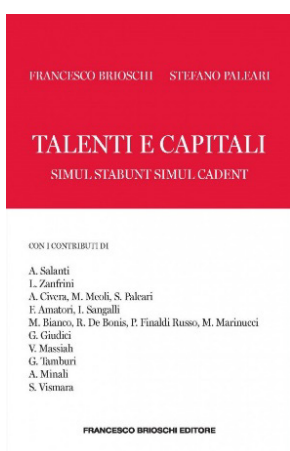 FRANCESCO BRIOSCHI STEFANO PALEARI
TALENTI E CAPITALI
SIMUL STABUNT SIMUL CADENT
CON I CONTRIBUTI DI
A. Salanti
L. Zanfrini
A. Civera, M. Meoli, S. Paleari
F. Amatori, I. Sangalli
M. Bianco, R. De Bonis, P. Finaldi Russo, M. Marinucci
G. Giudici
V. Massiah
G. Tamburi
A. Minali
S. Vismara
FRANCESCO BRIOSCHI EDITORE